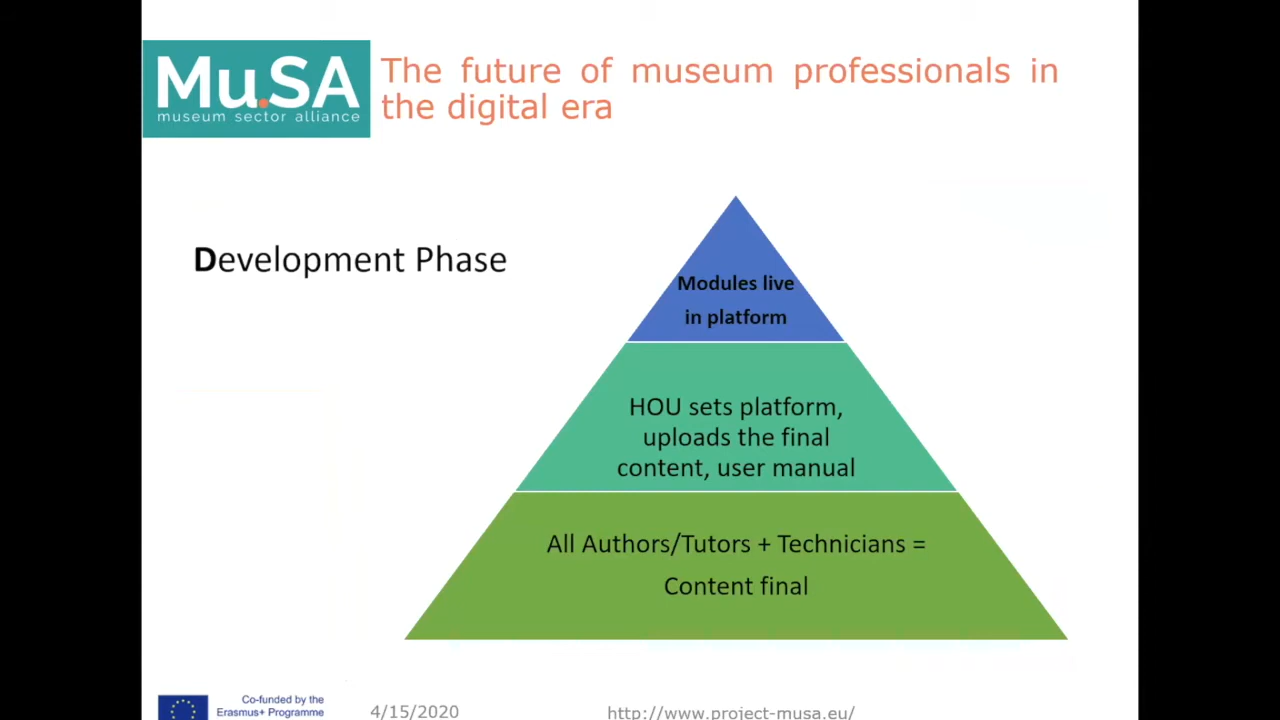 MuSA
museum sector alliance
The future of museum professionals in
the digital era
Development Phase
Modules live
in platform
HOU sets platform,
uploads the final
content, user manual
All Authors/Tutors + Technicians =
Content final
Co-funded by the
Erasmus+ Programme
4/15/2020
http://www.project-musa.eu/